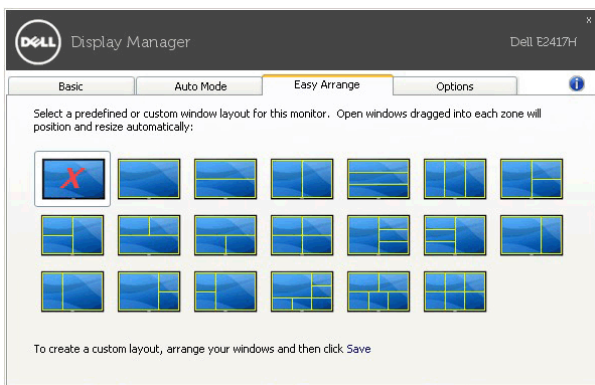 x
DELL Display Manager Dell E2417H
Basic Auto Mode Easy Arrange Options i
Select a predefined or custom window layout for this monitor. Open windows dragged into each zone will
position and resize automatically:
X
To create a custom layout, arrange your windows and then click Save